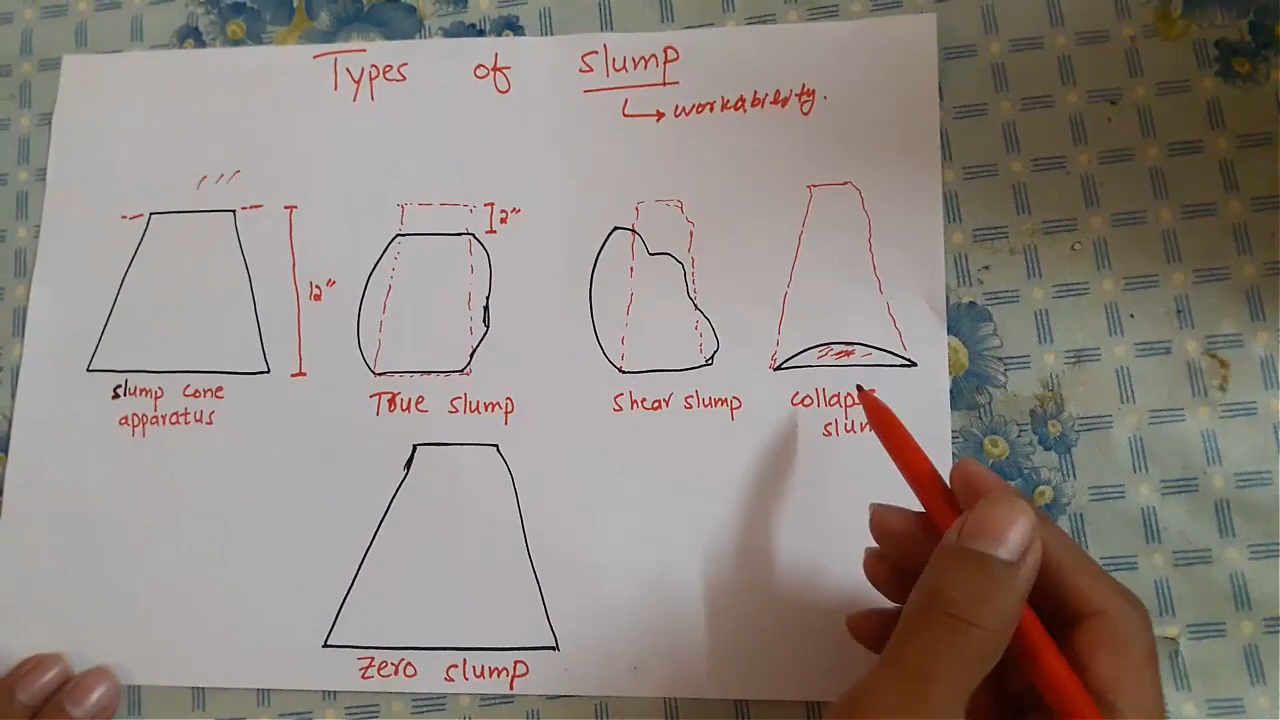 Types of slump
↳ workability.
12"
2"
slump cone
apparatus
True slump
shear slump
Zero slump